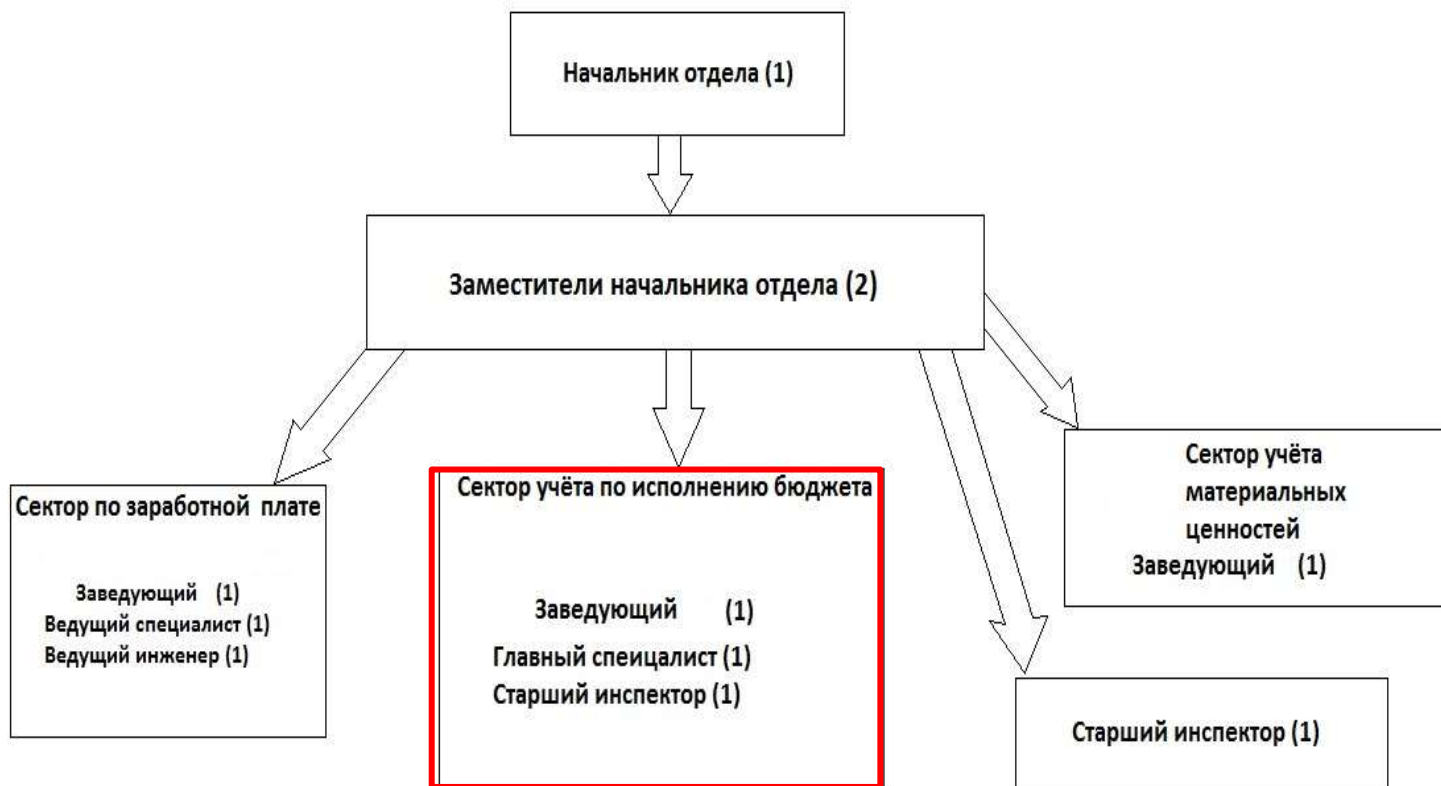 Начальник отдела (1)
Заместители начальника отдела (2)
Сектор по заработной плате
Заведующий (1)
Ведущий специалист (1)
Ведущий инженер (1)
Сектор учёта по исполнению бюджета
Заведующий (1)
Главный спеицалист (1)
Старший инспектор (1)
Сектор учёта
материальных
ценностей
Заведующий (1)
Старший инспектор (1)